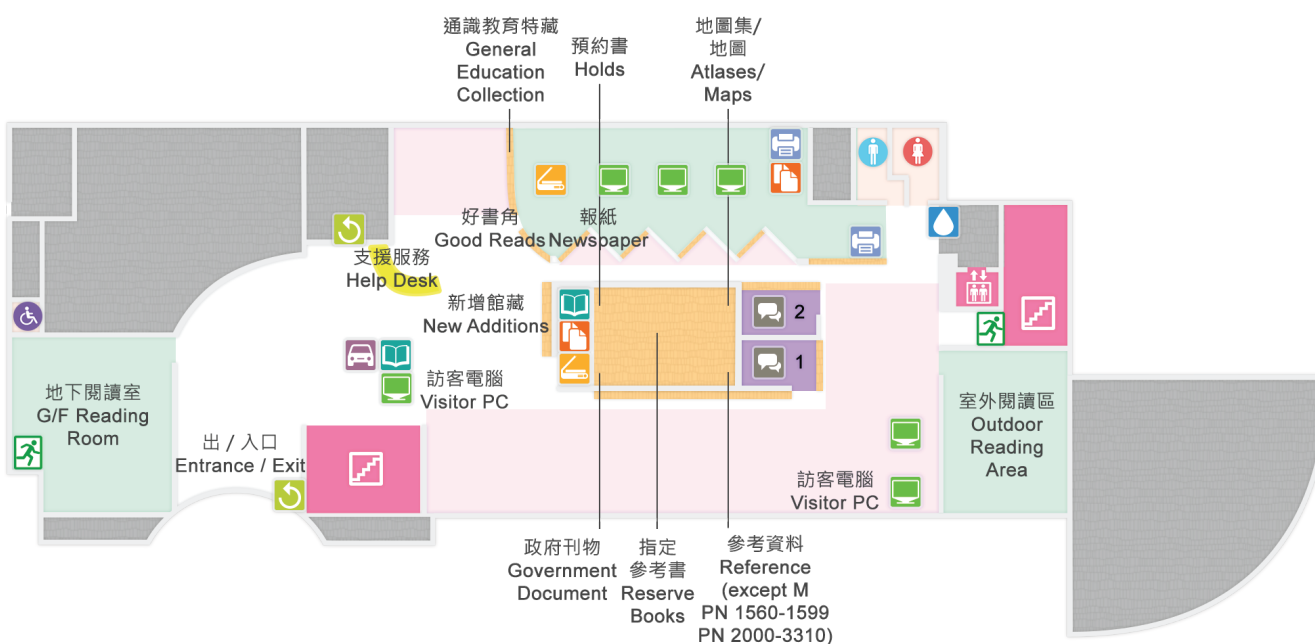 通識教育特藏
General
Education
Collection
預約書
Holds
地圖集/
地圖
Atlases/
Maps
好書角
Good Reads
報紙
Newspaper
支援服務
Help Desk
新增館藏
New Additions
2
1
訪客電腦
Visitor PC
地下閱讀室
G/F Reading
Room
出 / 入口
Entrance / Exit
室外閱讀區
Outdoor
Reading
Area
訪客電腦
Visitor PC
政府刊物
Government
Document
指定
參考書
Reserve
Books
參考資料
Reference
(except M
PN 1560-1599
PN 2000-3310)